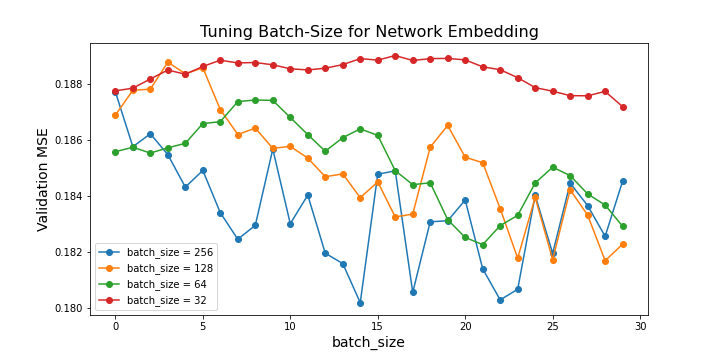 Tuning Batch-Size for Network Embedding
Validation MSE
0.188
0.186
0.184
0.182
0.180
batch_size = 256
batch_size = 128
batch_size = 64
batch_size = 32
0 5 10 15 20 25 30
batch_size